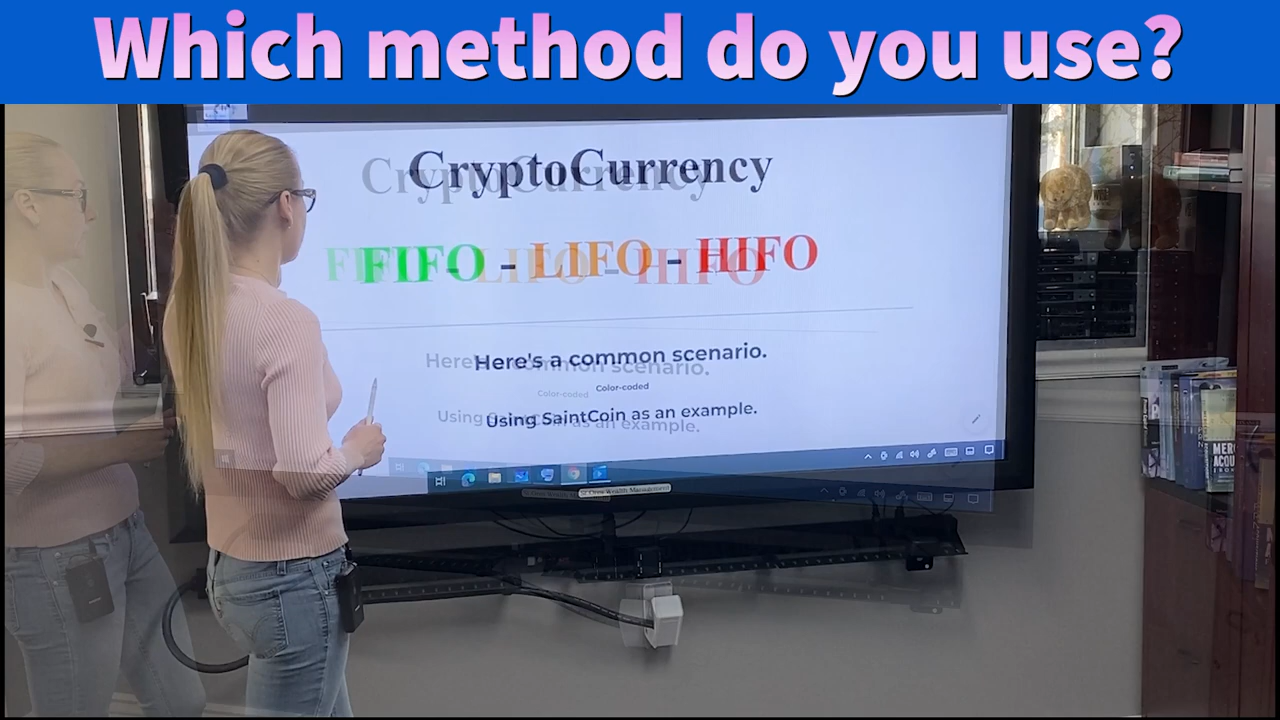 Which method do you use?
CryptoCurrency
FIFO - LIFO - HIFO
Here's a common scenario.
Color-coded
Using SaintCoin as an example.